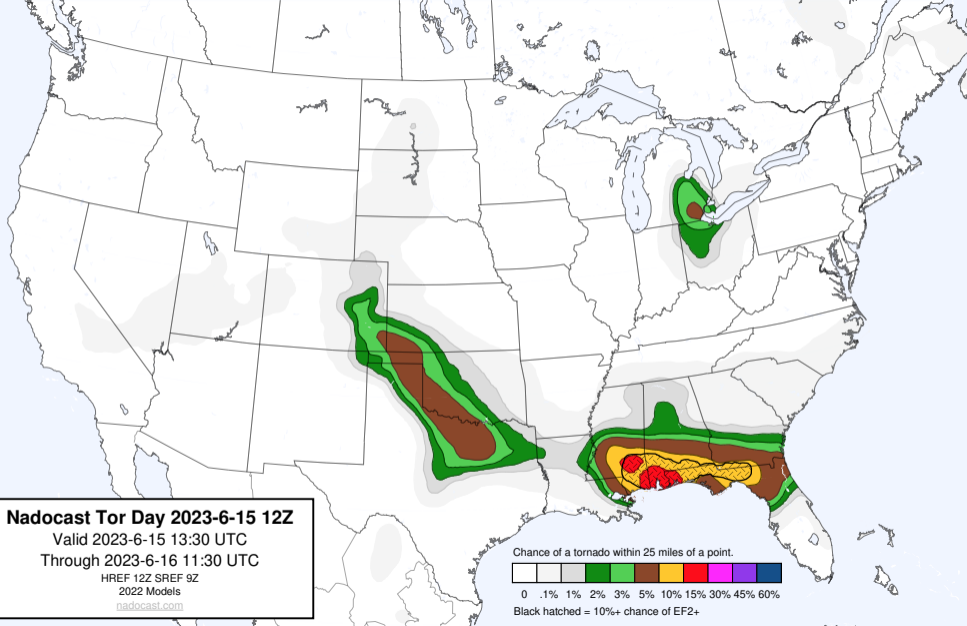 Nadocast Tor Day 2023-6-15 12Z
Valid 2023-6-15 13:30 UTC
Through 2023-6-16 11:30 UTC
HREF 12Z SREF 9Z
2022 Models
nadocast.com
Chance of a tornado within 25 miles of a point.
0 .1% 1% 2% 3% 5% 10% 15% 30% 45% 60%
Black hatched = 10%+ chance of EF2+